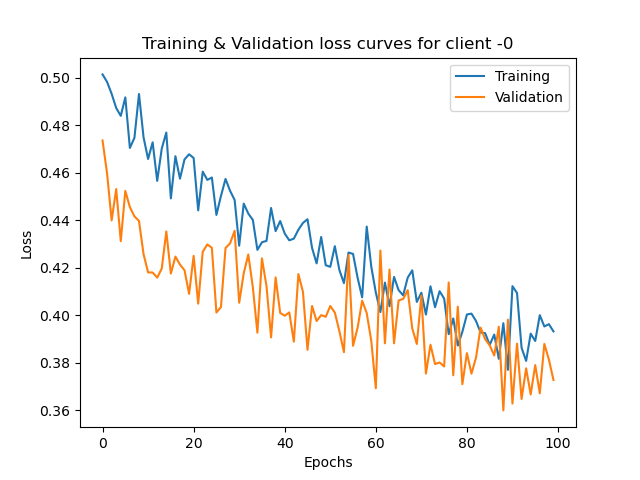 Training & Validation loss curves for client -0
Training
Validation
0.50
0.48
0.46
0.44
0.42
0.40
0.38
0.36
Loss
0
20
40
60
80
100
Epochs